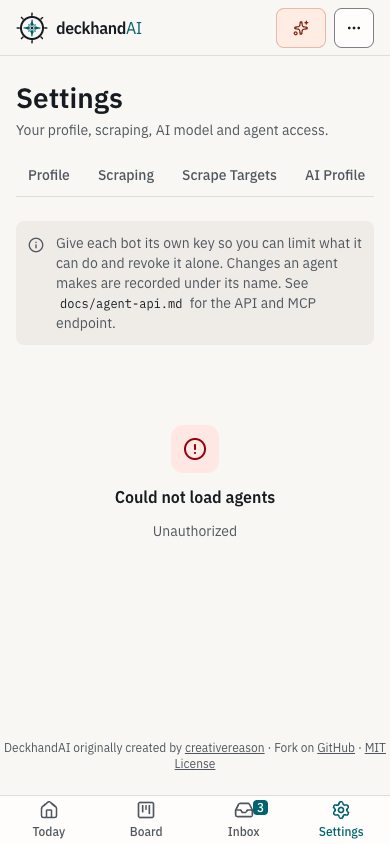 deckhandAI
Settings
Your profile, scraping, AI model and agent access.
Profile Scraping Scrape Targets AI Profile
Give each bot its own key so you can limit what it
can do and revoke it alone. Changes an agent
makes are recorded under its name. See
docs/agent-api.md for the API and MCP
endpoint.
Could not load agents
Unauthorized
DeckhandAI originally created by creativereason · Fork on GitHub · MIT
License
3
Today Board Inbox Settings